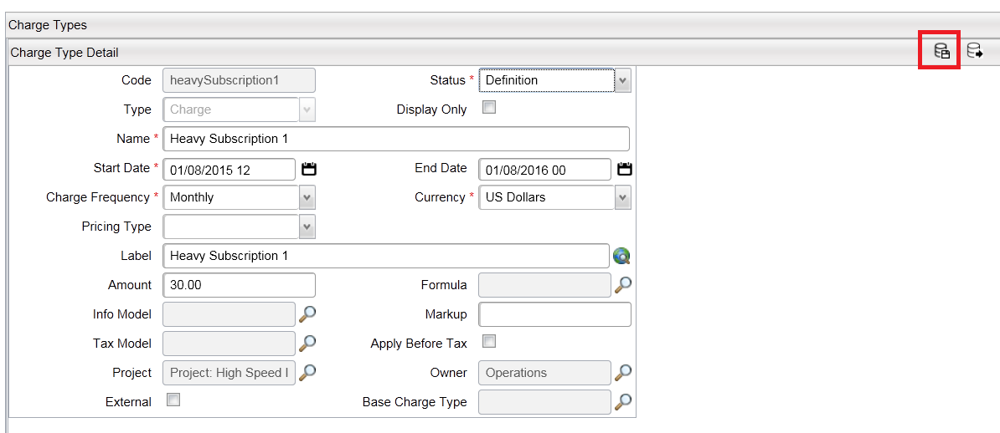 Charge Types
Charge Type Detail
Code heavySubscription1 Status * Definition
Type Charge Display Only
Name * Heavy Subscription 1
Start Date * 01/08/2015 12 End Date 01/08/2016 00
Charge Frequency * Monthly Currency * US Dollars
Pricing Type
Label Heavy Subscription 1
Amount 30.00 Formula
Info Model Markup
Tax Model Apply Before Tax
Project Project: High Speed I Owner Operations
External Base Charge Type